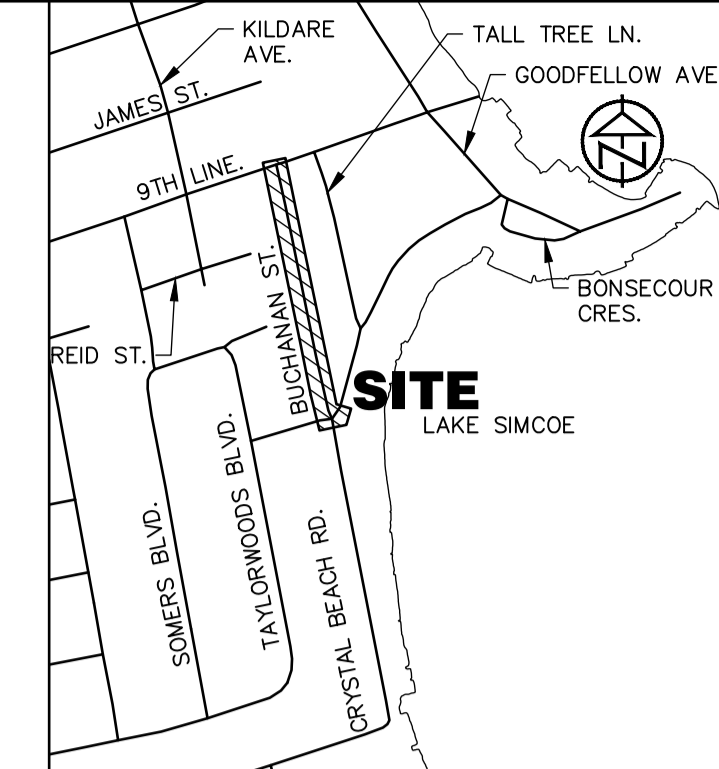 KILDARE
AVE.
TALL TREE LN.
GOODFELLOW AVE
JAMES ST.
9TH LINE.
N
BUCHANAN ST.
BONSECOUR
CRES.
REID ST.
SITE
LAKE SIMCOE
SOMERS BLVD.
TAYLORWOODS BLVD.
CRYSTAL BEACH RD.